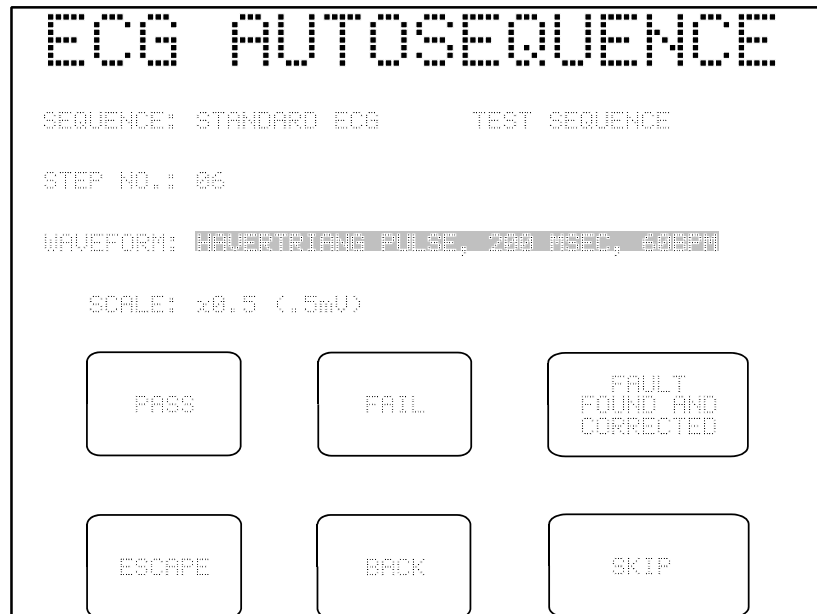 ECG AUTOSEQUENCE
SEQUENCE: STANDARD ECG TEST SEQUENCE
STEP NO.: 06
WAVEFORM: HAVERTRIANG PULSE, 200 MSEC, 60BPM
SCALE: x0.5 (.5mV)
PASS
FAIL
FAULT
FOUND AND
CORRECTED
ESCAPE
BACK
SKIP